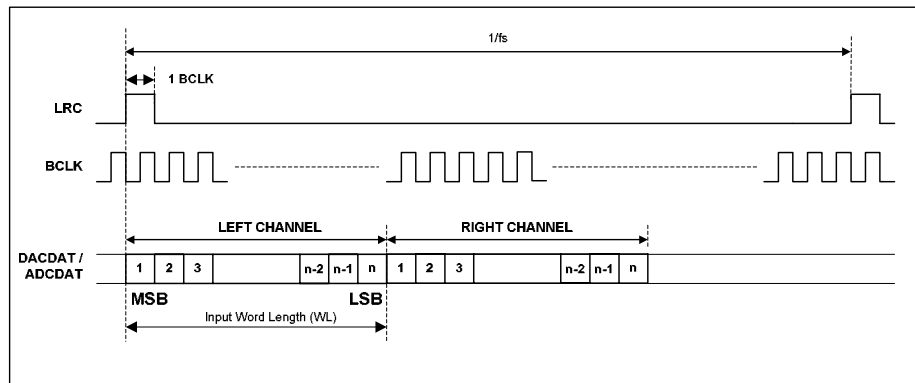 1/fs
1 BCLK
LRC
BCLK
LEFT CHANNEL RIGHT CHANNEL
DACDAT /
ADCDAT
1 2 3 n-2 n-1 n 1 2 3 n-2 n-1 n
MSB LSB
Input Word Length (WL)